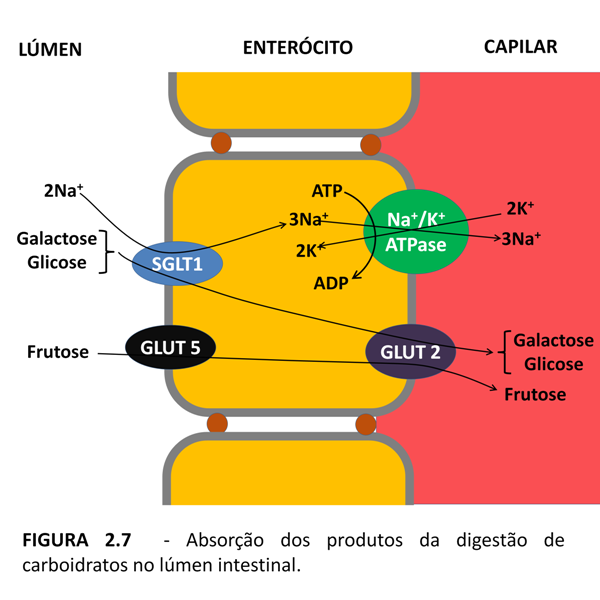 LÚMEN ENTERÓCITO CAPILAR
2Na⁺
ATP
3Na⁺
2K⁺
Na⁺/K⁺
ATPase
2K⁺
3Na⁺
Galactose
Glicose
SGLT1
ADP
Frutose
GLUT 5
GLUT 2
Galactose
Glicose
Frutose
FIGURA 2.7 - Absorção dos produtos da digestão de
carboidratos no lúmen intestinal.